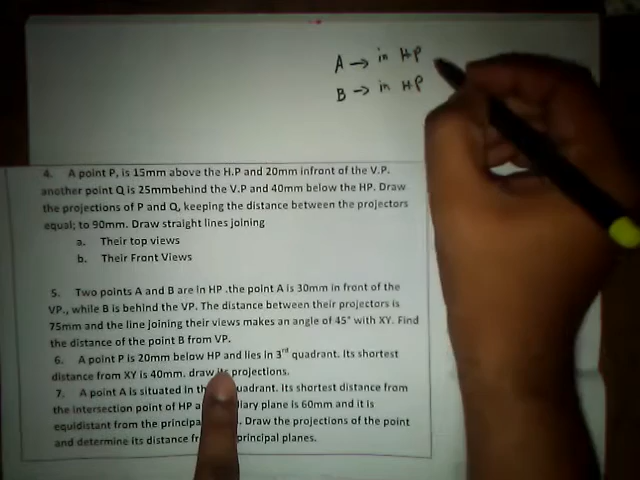 A → in HP
B → in HP
4. A point P, is 15mm above the H.P and 20mm infront of the V.P.
another point Q is 25mmbehind the V.P and 40mm below the HP. Draw
the projections of P and Q, keeping the distance between the projectors
equal; to 90mm. Draw straight lines joining
a. Their top views
b. Their Front Views
5. Two points A and B are in HP .the point A is 30mm in front of the
VP., while B is behind the VP. The distance between their projectors is
75mm and the line joining their views makes an angle of 45° with XY. Find
the distance of the point B from VP.
6. A point P is 20mm below HP and lies in 3rd quadrant. Its shortest
distance from XY is 40mm. draw its projections.
7. A point A is situated in the quadrant. Its shortest distance from
the intersection point of HP a plane is 60mm and it is
equidistant from the Draw the projections of the point
and determine its distance principal planes.